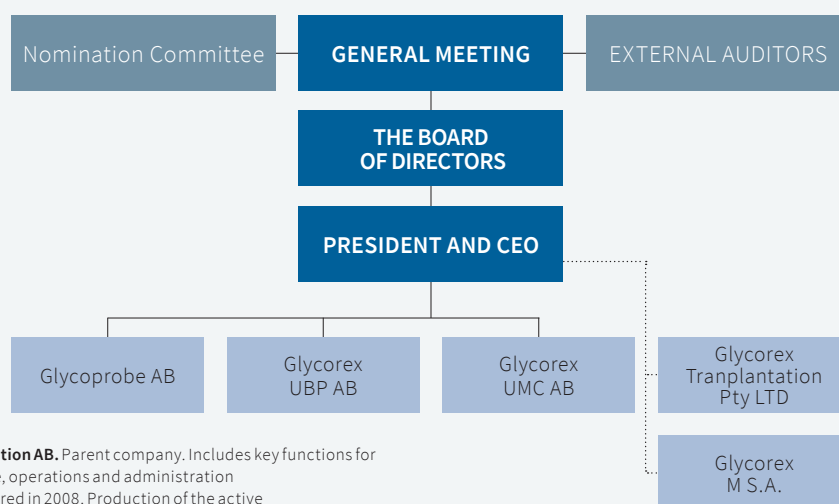 Nomination Committee
GENERAL MEETING
EXTERNAL AUDITORS
THE BOARD
OF DIRECTORS
PRESIDENT AND CEO
Glycoprobe AB
Glycorex
UBP AB
Glycorex
UMC AB
Glycorex
Tranplantation
Pty LTD
Glycorex
M S.A.
tion AB. Parent company. Includes key functions for
, operations and administration
red in 2008. Production of the active